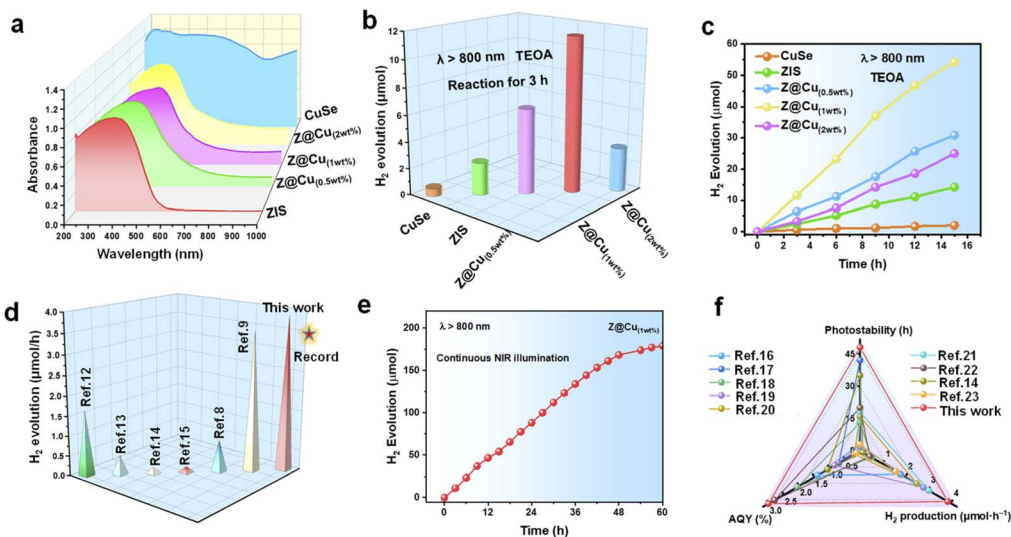 a
Absorbance
1.4
1.2
1.0
0.8
0.6
0.4
0.2
0.0
200 300 400 500 600 700 800 900 1000
Wavelength (nm)
CuSe
Z@Cu(2wt%)
Z@Cu(1wt%)
Z@Cu(0.5wt%)
ZIS
b
H2 evolution (μmol)
12
10
8
6
4
2
0
λ > 800 nm TEOA
Reaction for 3 h
CuSe
ZIS
Z@Cu(0.5wt%)
Z@Cu(1wt%)
Z@Cu(2wt%)
c
H2 Evolution (μmol)
60
50
40
30
20
10
0
CuSe
ZIS
Z@Cu(0.5wt%)
Z@Cu(1wt%)
Z@Cu(2wt%)
λ > 800 nm
TEOA
0 2 4 6 8 10 12 14 16
Time (h)
d
H2 evolution (μmol/h)
4.0
3.5
3.0
2.5
2.0
1.5
1.0
0.5
0.0
Ref.12
Ref.13
Ref.14
Ref.15
Ref.8
Ref.9
This work
Record
e
H2 Evolution (μmol)
200
150
100
50
0
λ > 800 nm
Z@Cu(1wt%)
Continuous NIR illumination
0 12 24 36 48 60
Time (h)
f
Photostability (h)
45
30
15
Ref.16
Ref.17
Ref.18
Ref.19
Ref.20
Ref.21
Ref.22
Ref.14
Ref.23
This work
0.5
1.0
1.5
2.0
2.5
3.0
1
2
3
4
AQY (%)
H2 production (μmol·h⁻¹)